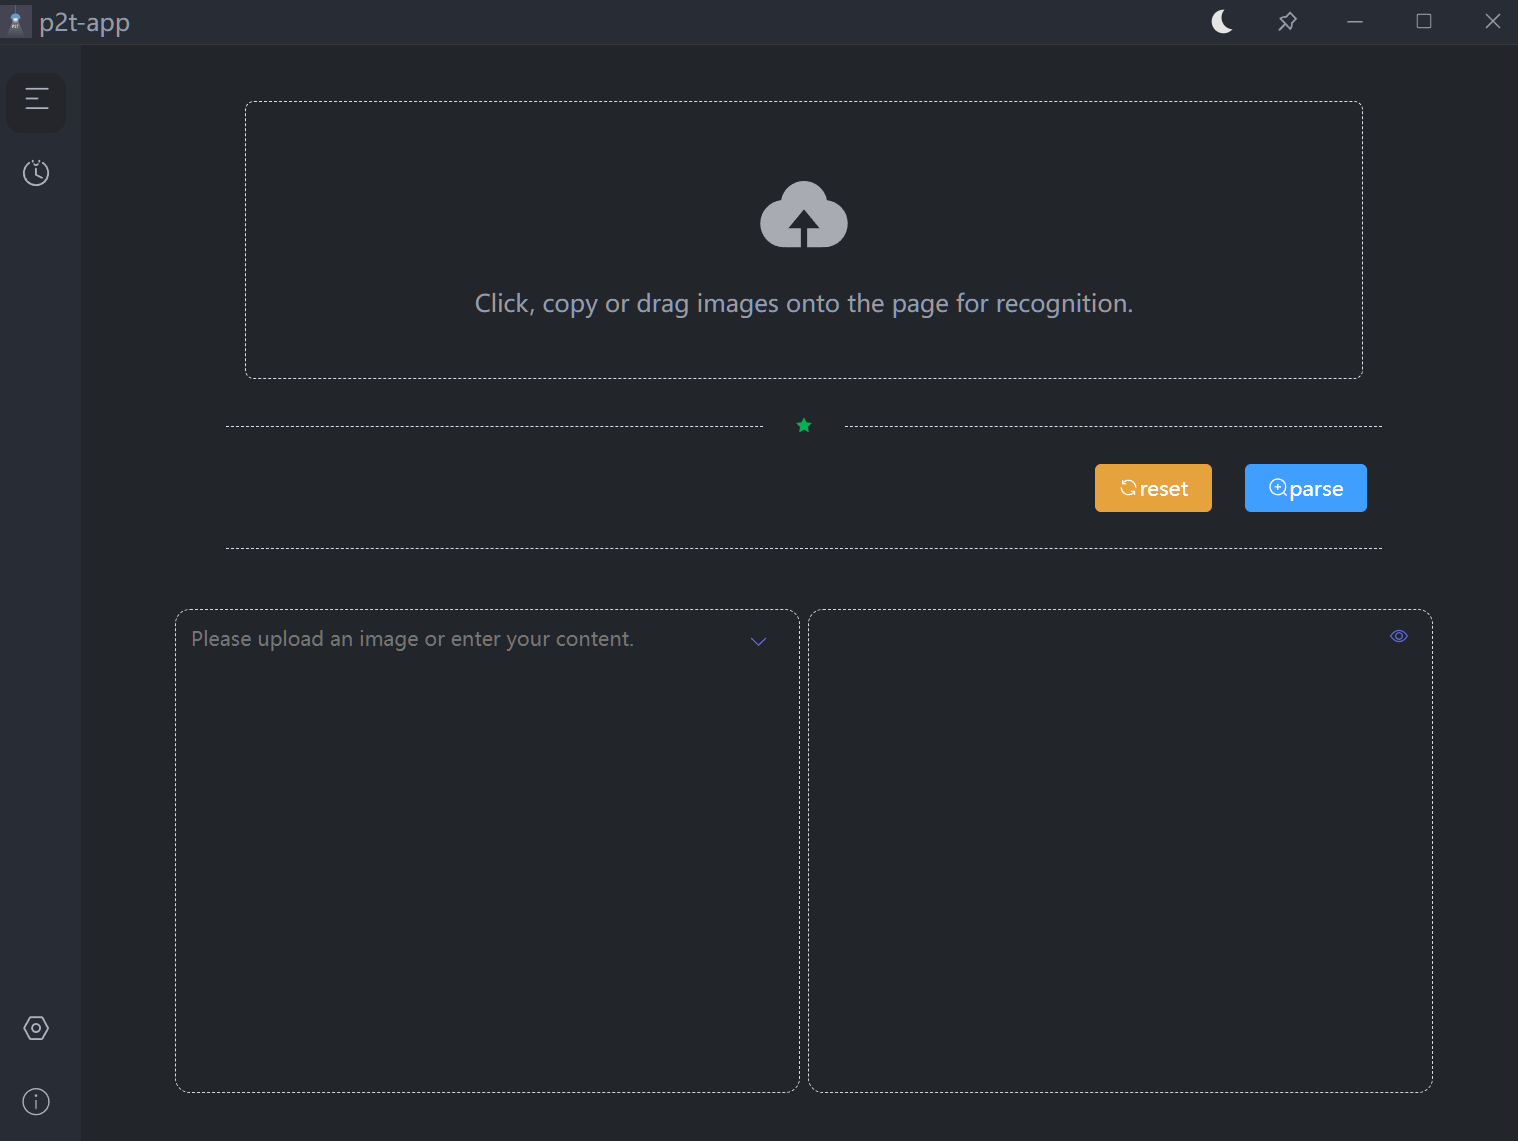 p2t-app
Click, copy or drag images onto the page for recognition.
reset
parse
Please upload an image or enter your content.